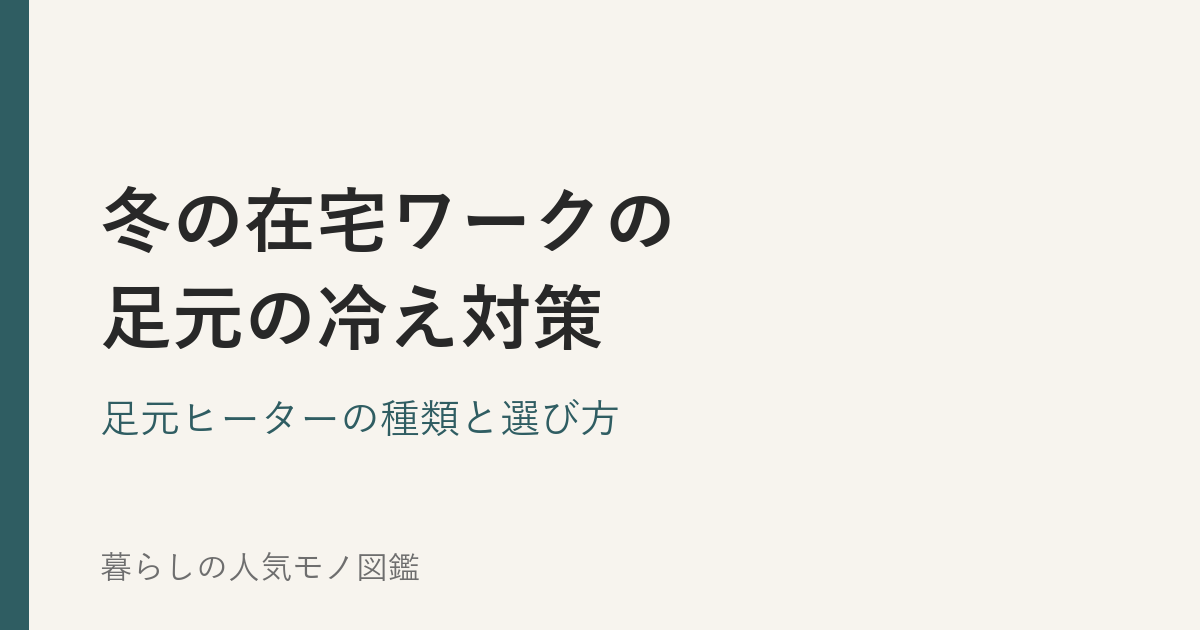 冬の在宅ワークの
足元の冷え対策
足元ヒーターの種類と選び方
暮らしの人気モノ図鑑